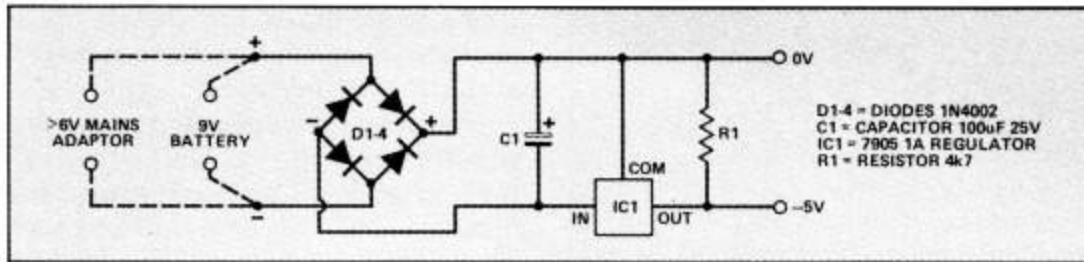 +
0V
>6V MAINS
ADAPTOR
9V
BATTERY
−
D1-4
+
C1
+
R1
COM
IN
IC1
OUT
−
−5V
D1-4 = DIODES 1N4002
C1 = CAPACITOR 100uF 25V
IC1 = 7905 1A REGULATOR
R1 = RESISTOR 4k7